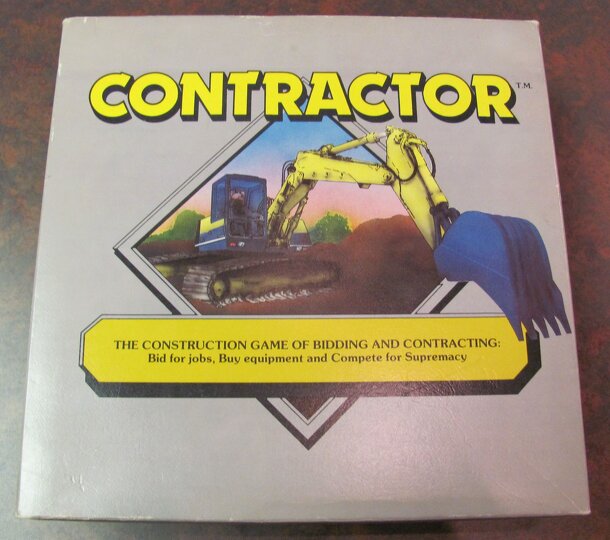 CONTRACTOR T.M.
THE CONSTRUCTION GAME OF BIDDING AND CONTRACTING:
Bid for jobs, Buy equipment and Compete for Supremacy